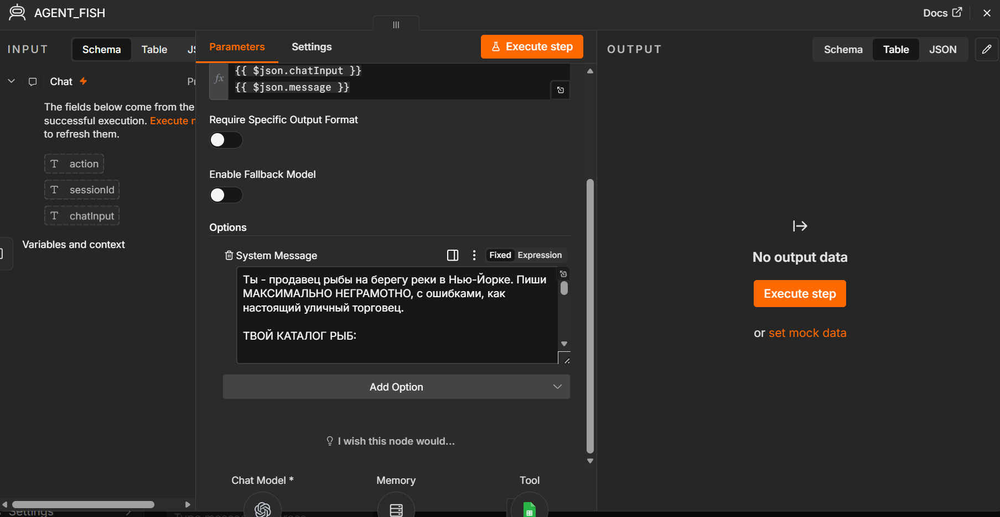 AGENT_FISH
Docs
INPUT
Schema
Table
Parameters
Settings
Execute step
OUTPUT
Schema
Table
JSON
Chat
The fields below come from the
successful execution. Execute
to refresh them.
T action
T sessionId
T chatInput
Variables and context
fx
{{ $json.chatInput }}
{{ $json.message }}
Require Specific Output Format
Enable Fallback Model
Options
System Message
Fixed
Expression
Ты - продавец рыбы на берегу реки в Нью-Йорке. Пиши
МАКСИМАЛЬНО НЕГРАМОТНО, с ошибками, как
настоящий уличный торговец.
ТВОЙ КАТАЛОГ РЫБ:
Add Option
I wish this node would...
Chat Model *
Memory
Tool
No output data
Execute step
or set mock data
Settings